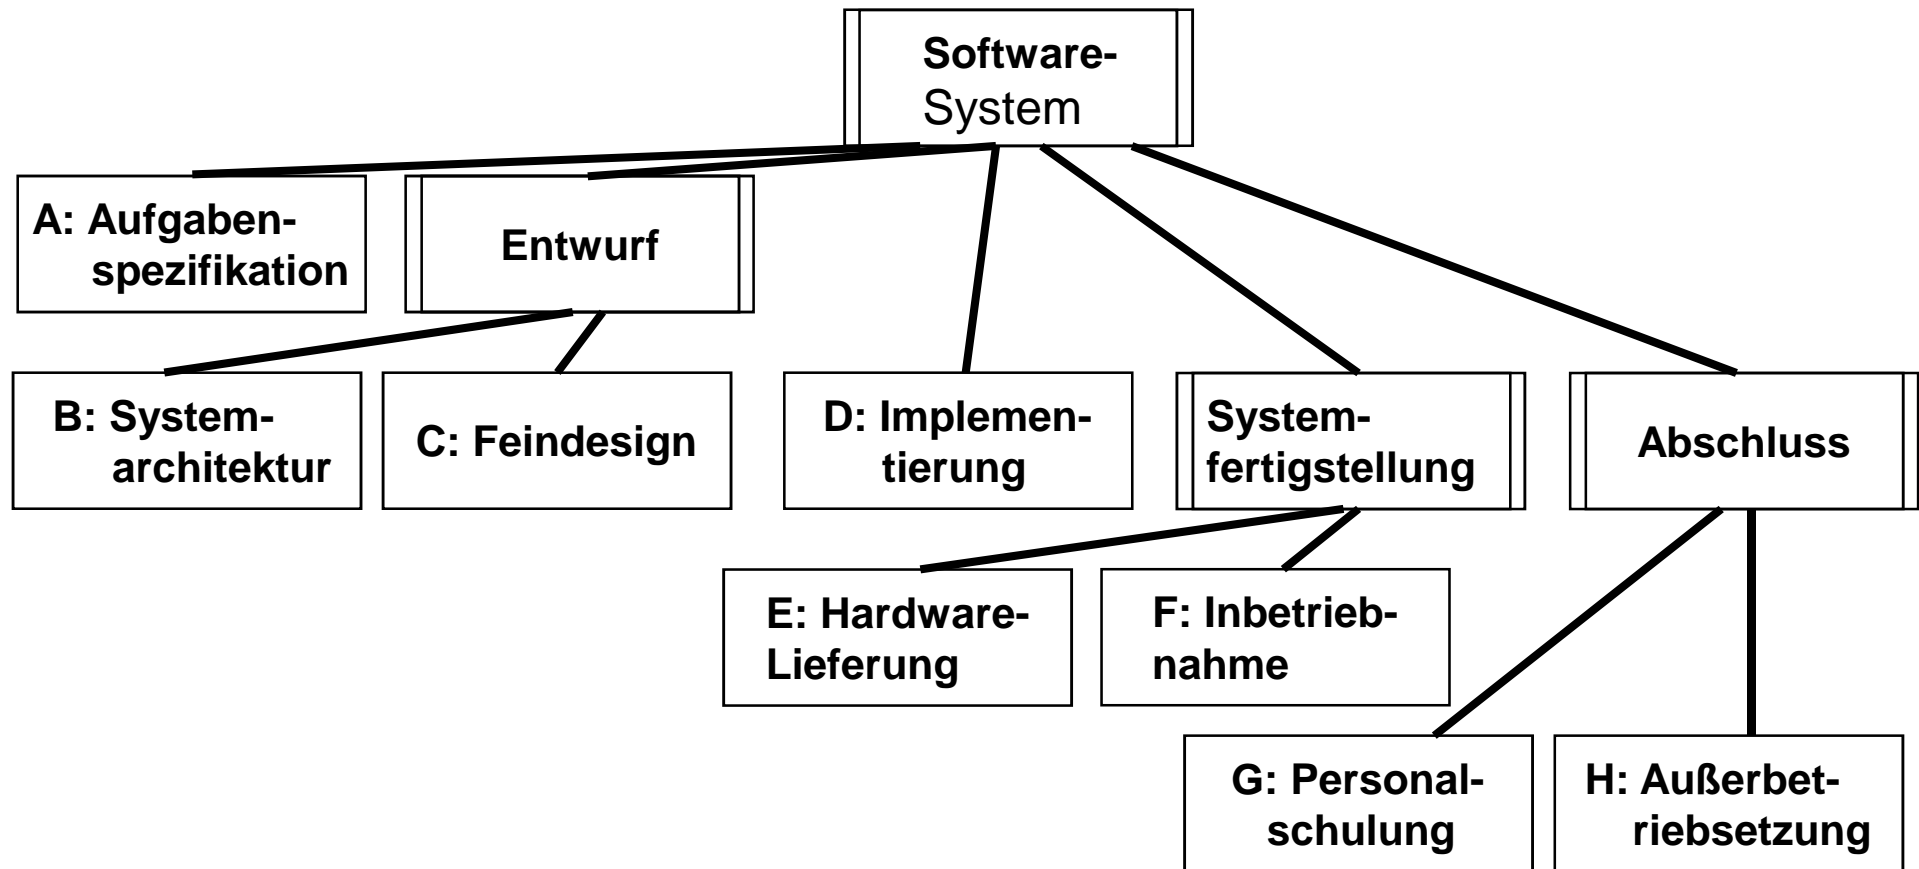 Software-
System
A: Aufgaben-
spezifikation
Entwurf
B: System-
architektur
C: Feindesign
D: Implemen-
tierung
System-
fertigstellung
Abschluss
E: Hardware-
Lieferung
F: Inbetrieb-
nahme
G: Personal-
schulung
H: Außerbet-
riebsetzung